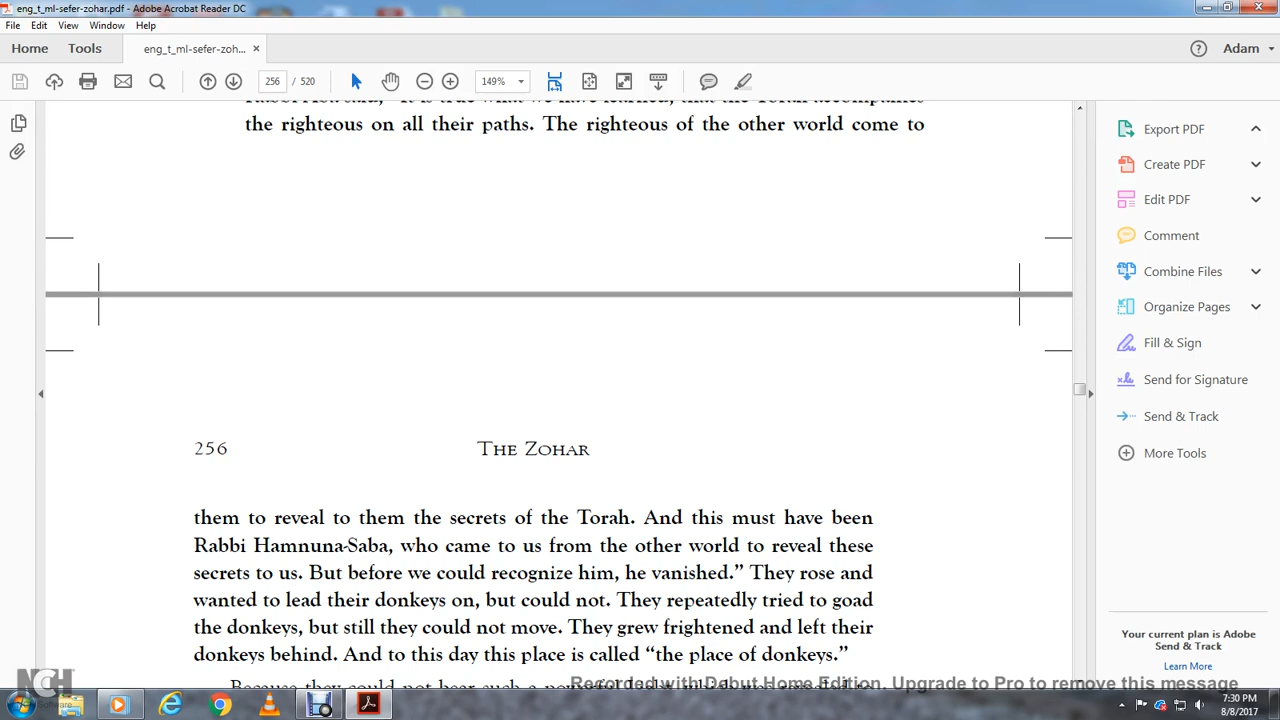 eng_t_ml-sefer-zohar.pdf - Adobe Acrobat Reader DC
File Edit View Window Help
Home Tools eng_t_ml-sefer-zoh... × Adam
256 / 520 149%
the righteous on all their paths. The righteous of the other world come to
256 THE ZOHAR
them to reveal to them the secrets of the Torah. And this must have been
Rabbi Hamnuna-Saba, who came to us from the other world to reveal these
secrets to us. But before we could recognize him, he vanished.” They rose and
wanted to lead their donkeys on, but could not. They repeatedly tried to goad
the donkeys, but still they could not move. They grew frightened and left their
donkeys behind. And to this day this place is called “the place of donkeys.”
Export PDF
Create PDF
Edit PDF
Comment
Combine Files
Organize Pages
Fill & Sign
Send for Signature
Send & Track
More Tools
Your current plan is Adobe
Send & Track
Learn More
NCH Software
Recorded with Debut Home Edition. Upgrade to Pro to remove this message
7:30 PM
8/8/2017